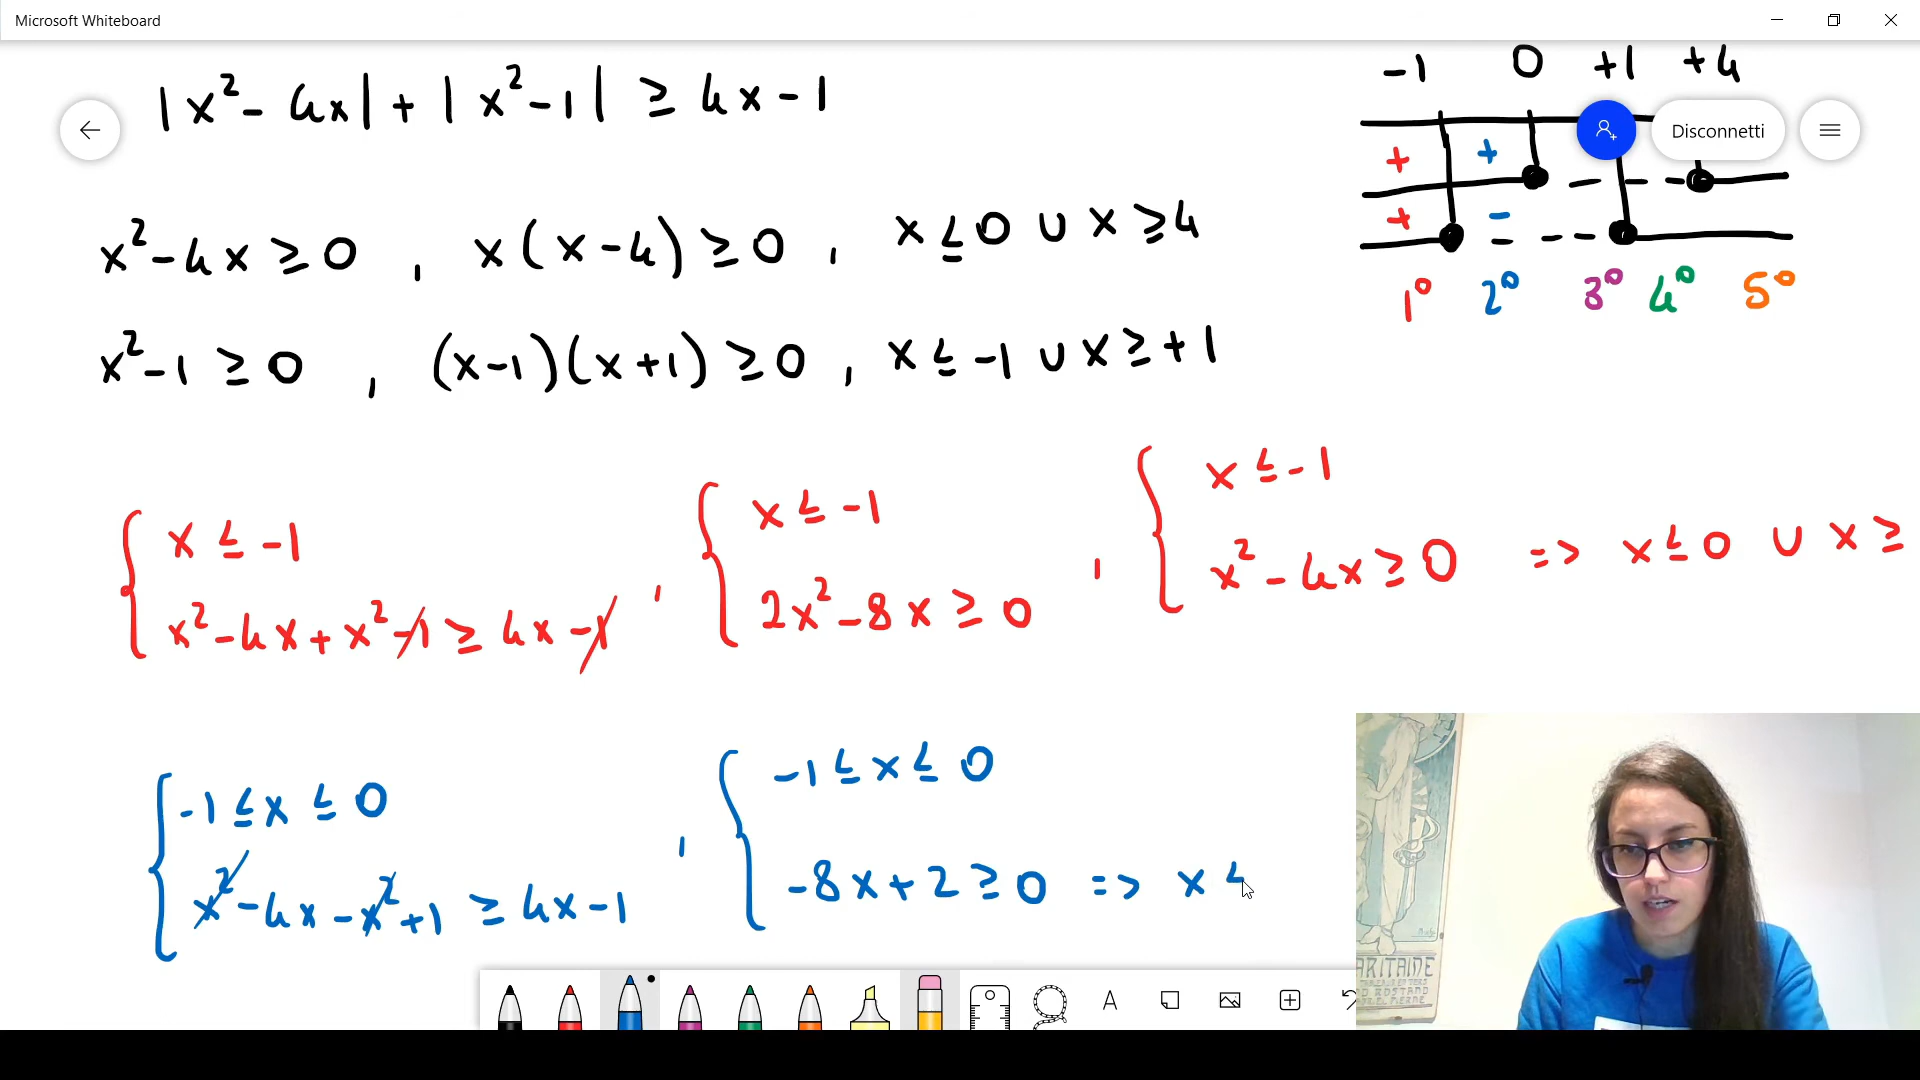 Microsoft Whiteboard
|x²-4x|+|x²-1| ≥ 4x-1
-1 0 +1 +4
Disconnetti
+ +
+ -
1° 2° 3° 4° 5°
x²-4x ≥ 0 , x(x-4) ≥ 0 , x ≤ 0 ∪ x ≥ 4
x²-1 ≥ 0 , (x-1)(x+1) ≥ 0 , x ≤ -1 ∪ x ≥ +1
{ x ≤ -1
x²-4x+x²-1 ≥ 4x-1 ,
{ x ≤ -1
2x²-8x ≥ 0 ,
{ x ≤ -1
x²-4x ≥ 0 => x ≤ 0 ∪ x ≥
{ -1 ≤ x ≤ 0
x²-4x-x²+1 ≥ 4x-1 ,
{ -1 ≤ x ≤ 0
-8x+2 ≥ 0 => x <
A
ARITAINE
D ROSTAND